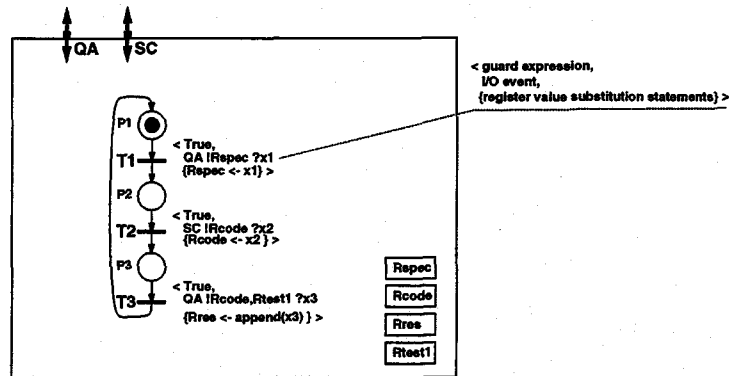 QA SC
< guard expression,
I/O event,
{register value substitution statements} >
P1
< True,
T1 QA !Rspec ?x1
{Rspec <- x1} >
P2
< True,
T2 SC !Rcode ?x2
{Rcode <- x2 } >
P3
< True,
T3 QA !Rcode,Rtest1 ?x3
{Rres <- append(x3) } >
Rspec
Rcode
Rres
Rtest1